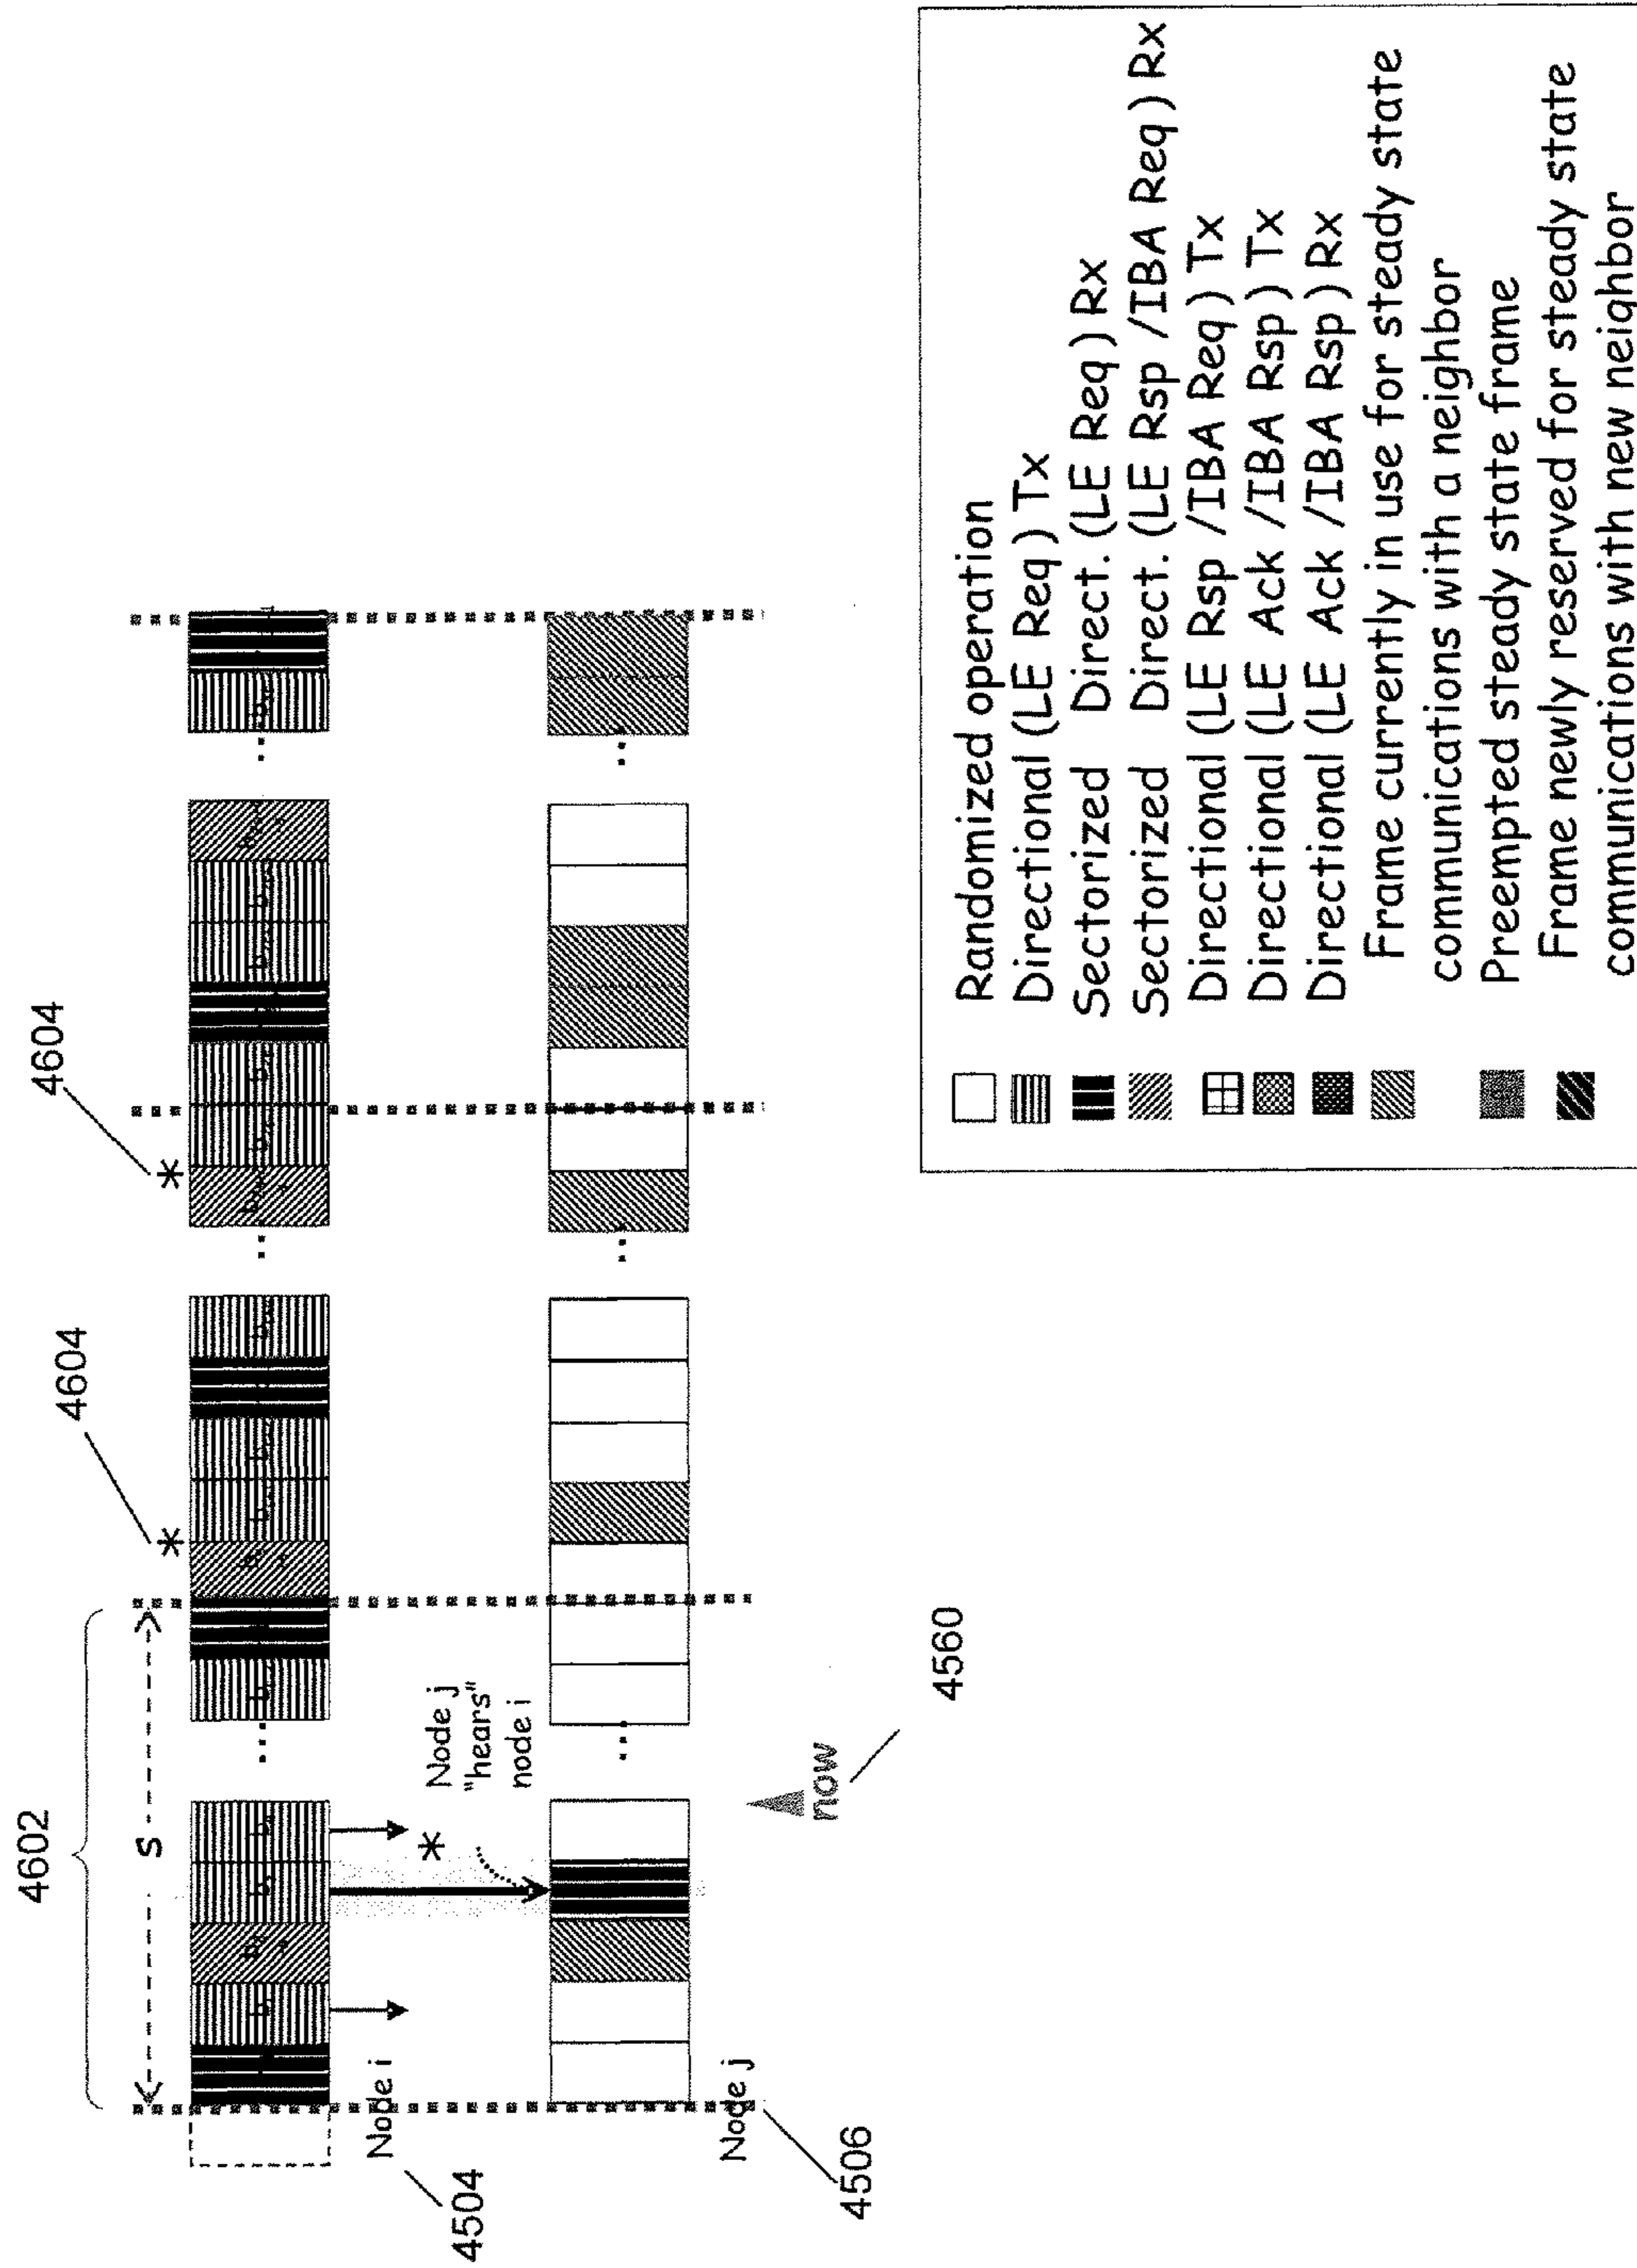 4602
4604
4604
*
*
S
Node i
4504
*
Node j
"hears"
node i
Node j
4506
now
4560
Randomized operation
Directional (LE Req) Tx
Sectorized Direct. (LE Req) Rx
Sectorized Direct. (LE Rsp /IBA Req) Rx
Directional (LE Rsp /IBA Req) Tx
Directional (LE Ack /IBA Rsp) Tx
Directional (LE Ack /IBA Rsp) Rx
Frame currently in use for steady state
communications with a neighbor
Preempted steady state frame
Frame newly reserved for steady state
communications with new neighbor